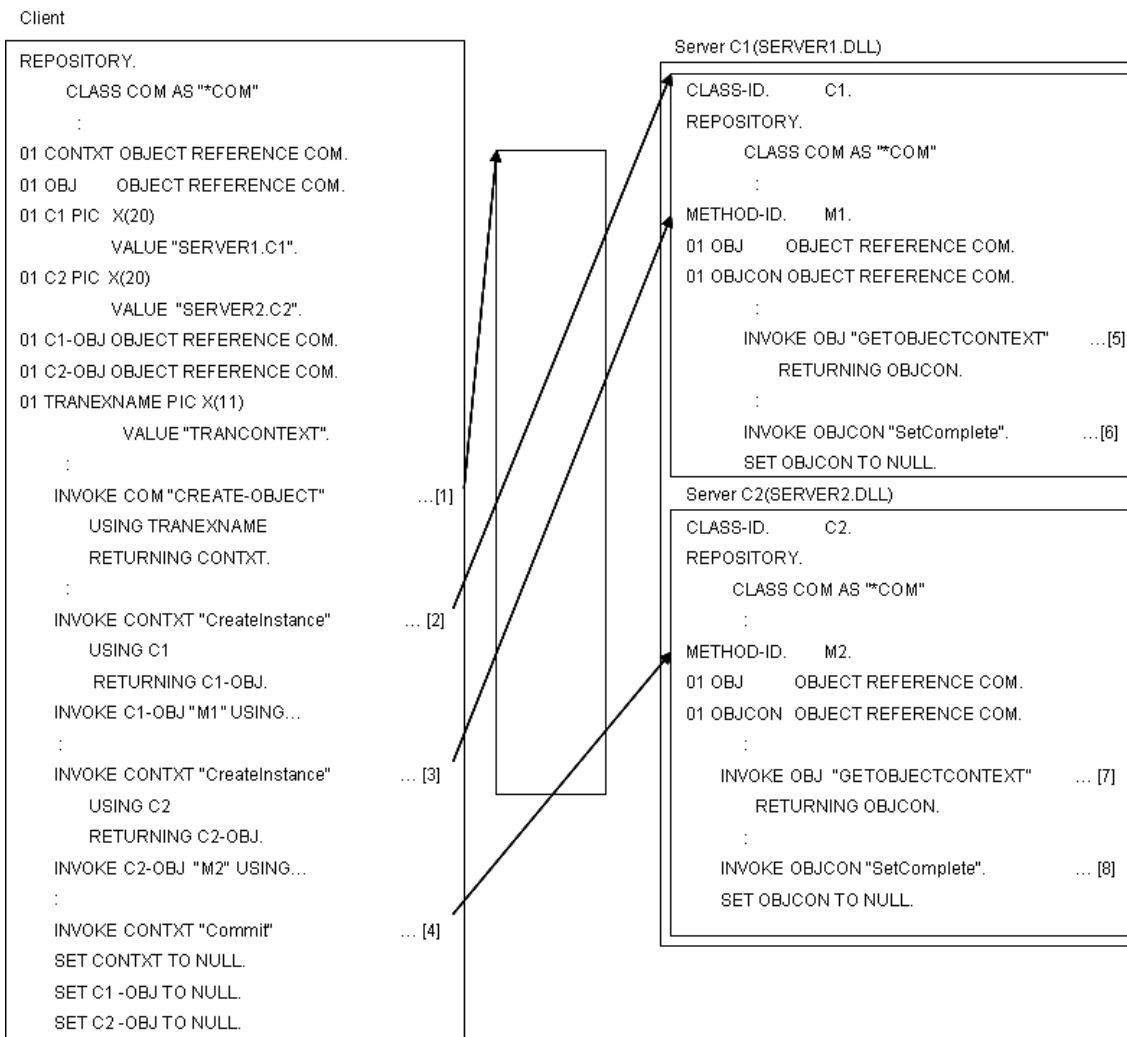 Client
REPOSITORY.
CLASS COM AS "*COM"
:
01 CONTXT OBJECT REFERENCE COM.
01 OBJ OBJECT REFERENCE COM.
01 C1 PIC X(20)
VALUE "SERVER1.C1".
01 C2 PIC X(20)
VALUE "SERVER2.C2".
01 C1-OBJ OBJECT REFERENCE COM.
01 C2-OBJ OBJECT REFERENCE COM.
01 TRANEXNAME PIC X(11)
VALUE "TRANCONTEXT".
:
INVOKE COM "CREATE-OBJECT" ...[1]
USING TRANEXNAME
RETURNING CONTXT.
:
INVOKE CONTXT "CreateInstance" ... [2]
USING C1
RETURNING C1-OBJ.
INVOKE C1-OBJ "M1" USING...
:
INVOKE CONTXT "CreateInstance" ... [3]
USING C2
RETURNING C2-OBJ.
INVOKE C2-OBJ "M2" USING...
:
INVOKE CONTXT "Commit" ... [4]
SET CONTXT TO NULL.
SET C1 -OBJ TO NULL.
SET C2 -OBJ TO NULL.
Server C1(SERVER1.DLL)
CLASS-ID. C1.
REPOSITORY.
CLASS COM AS "*COM"
:
METHOD-ID. M1.
01 OBJ OBJECT REFERENCE COM.
01 OBJCON OBJECT REFERENCE COM.
:
INVOKE OBJ "GETOBJECTCONTEXT" ...[5]
RETURNING OBJCON.
:
INVOKE OBJCON "SetComplete". ...[6]
SET OBJCON TO NULL.
Server C2(SERVER2.DLL)
CLASS-ID. C2.
REPOSITORY.
CLASS COM AS "*COM"
:
METHOD-ID. M2.
01 OBJ OBJECT REFERENCE COM.
01 OBJCON OBJECT REFERENCE COM.
:
INVOKE OBJ "GETOBJECTCONTEXT" ... [7]
RETURNING OBJCON.
:
INVOKE OBJCON "SetComplete". ... [8]
SET OBJCON TO NULL.